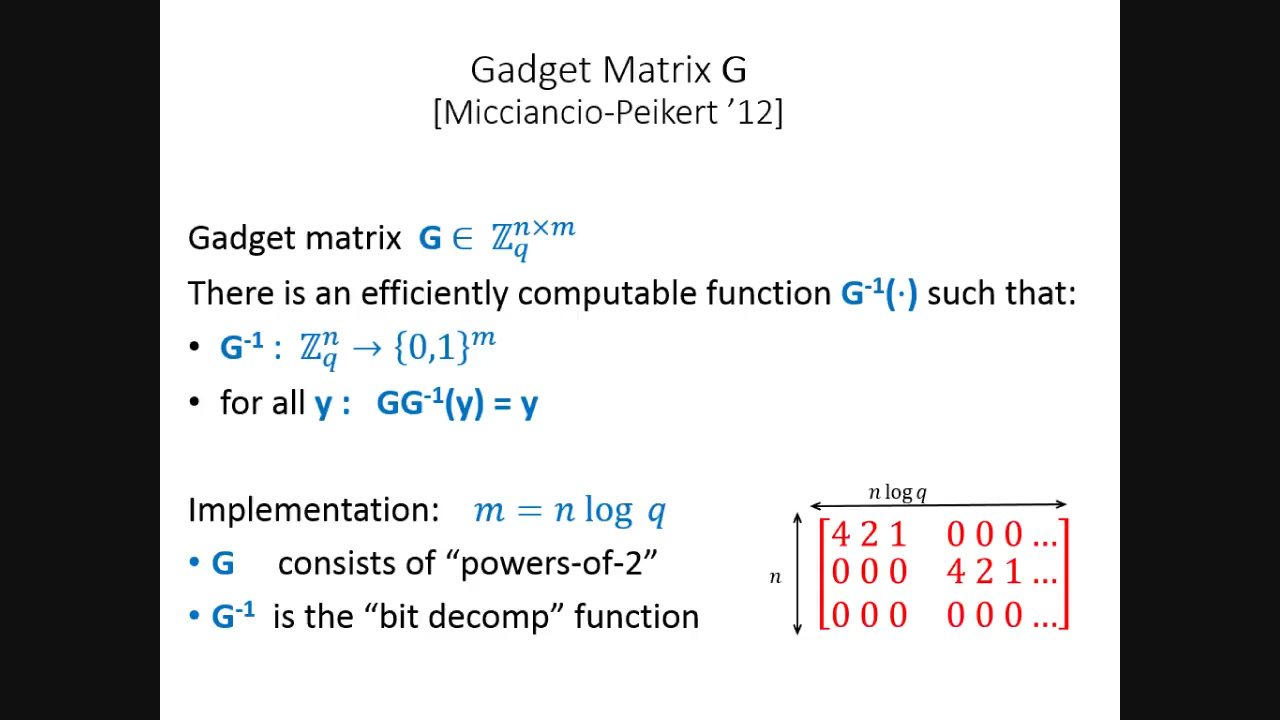 Gadget Matrix G
[Micciancio-Peikert ’12]
Gadget matrix G ∈ ℤ_q^{n×m}
There is an efficiently computable function G⁻¹(·) such that:
• G⁻¹ : ℤ_q^n → {0,1}^m
• for all y : GG⁻¹(y) = y
Implementation: m = n log q
• G consists of “powers-of-2”
• G⁻¹ is the “bit decomp” function
n log q
n
4 2 1 0 0 0 ...
0 0 0 4 2 1 ...
0 0 0 0 0 0 ...